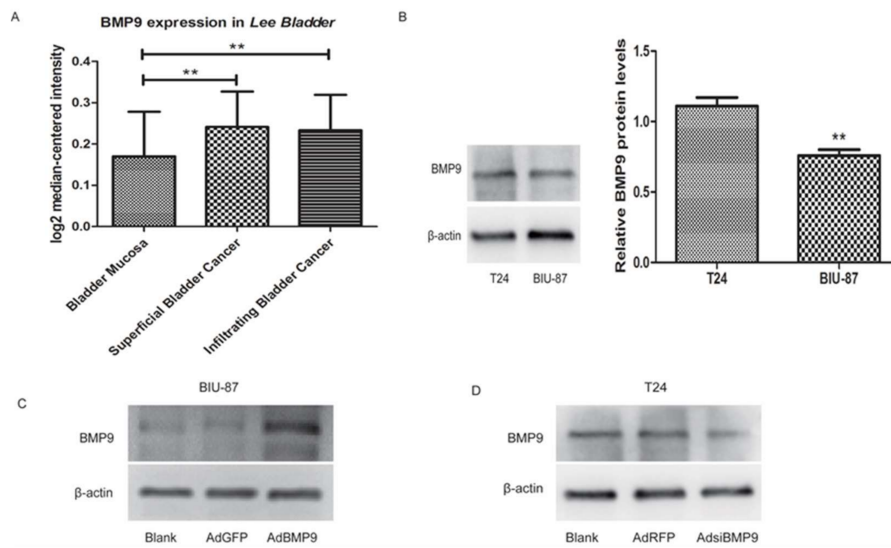 A
BMP9 expression in Lee Bladder
log2 median-centered intensity
0.4
0.3
0.2
0.1
0.0
**
**
Bladder Mucosa
Superficial Bladder Cancer
Infiltrating Bladder Cancer
B
BMP9
β-actin
T24 BIU-87
Relative BMP9 protein levels
1.5
1.0
0.5
0.0
**
T24 BIU-87
C
BIU-87
BMP9
β-actin
Blank AdGFP AdBMP9
D
T24
BMP9
β-actin
Blank AdRFP AdsiBMP9